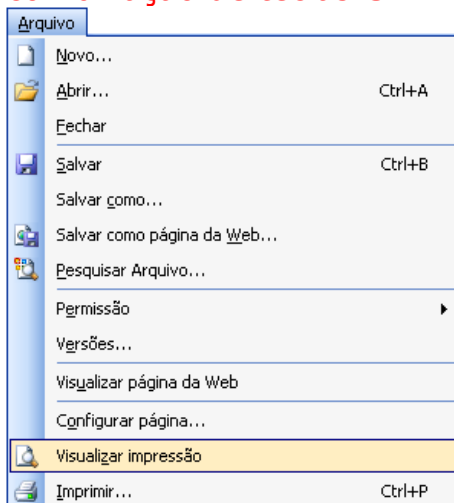 Arquivo
Novo...
Abrir... Ctrl+A
Fechar
Salvar Ctrl+B
Salvar como...
Salvar como página da Web...
Pesquisar Arquivo...
Permissão
Versões...
Visualizar página da Web
Configurar página...
Visualizar impressão
Imprimir... Ctrl+P